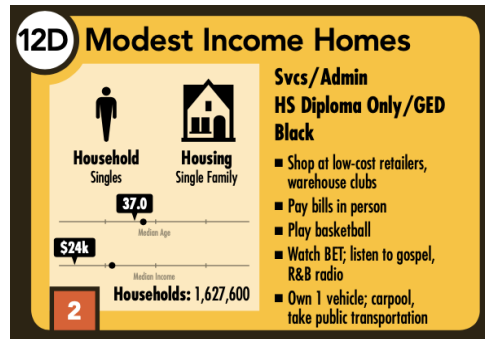 12D Modest Income Homes
Household
Singles
Housing
Single Family
37.0
Median Age
$24k
Median Income
Households: 1,627,600
2
Svcs/Admin
HS Diploma Only/GED
Black
■ Shop at low-cost retailers,
warehouse clubs
■ Pay bills in person
■ Play basketball
■ Watch BET; listen to gospel,
R&B radio
■ Own 1 vehicle; carpool,
take public transportation